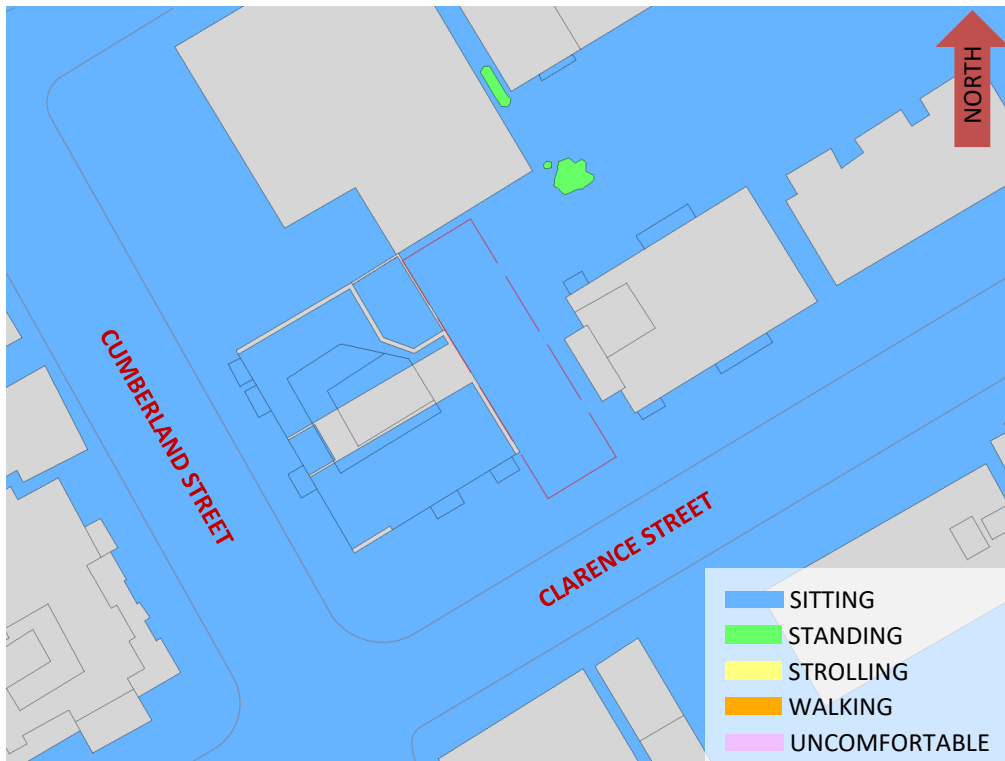 NORTH
CUMBERLAND STREET
CLARENCE STREET
SITTING
STANDING
STROLLING
WALKING
UNCOMFORTABLE